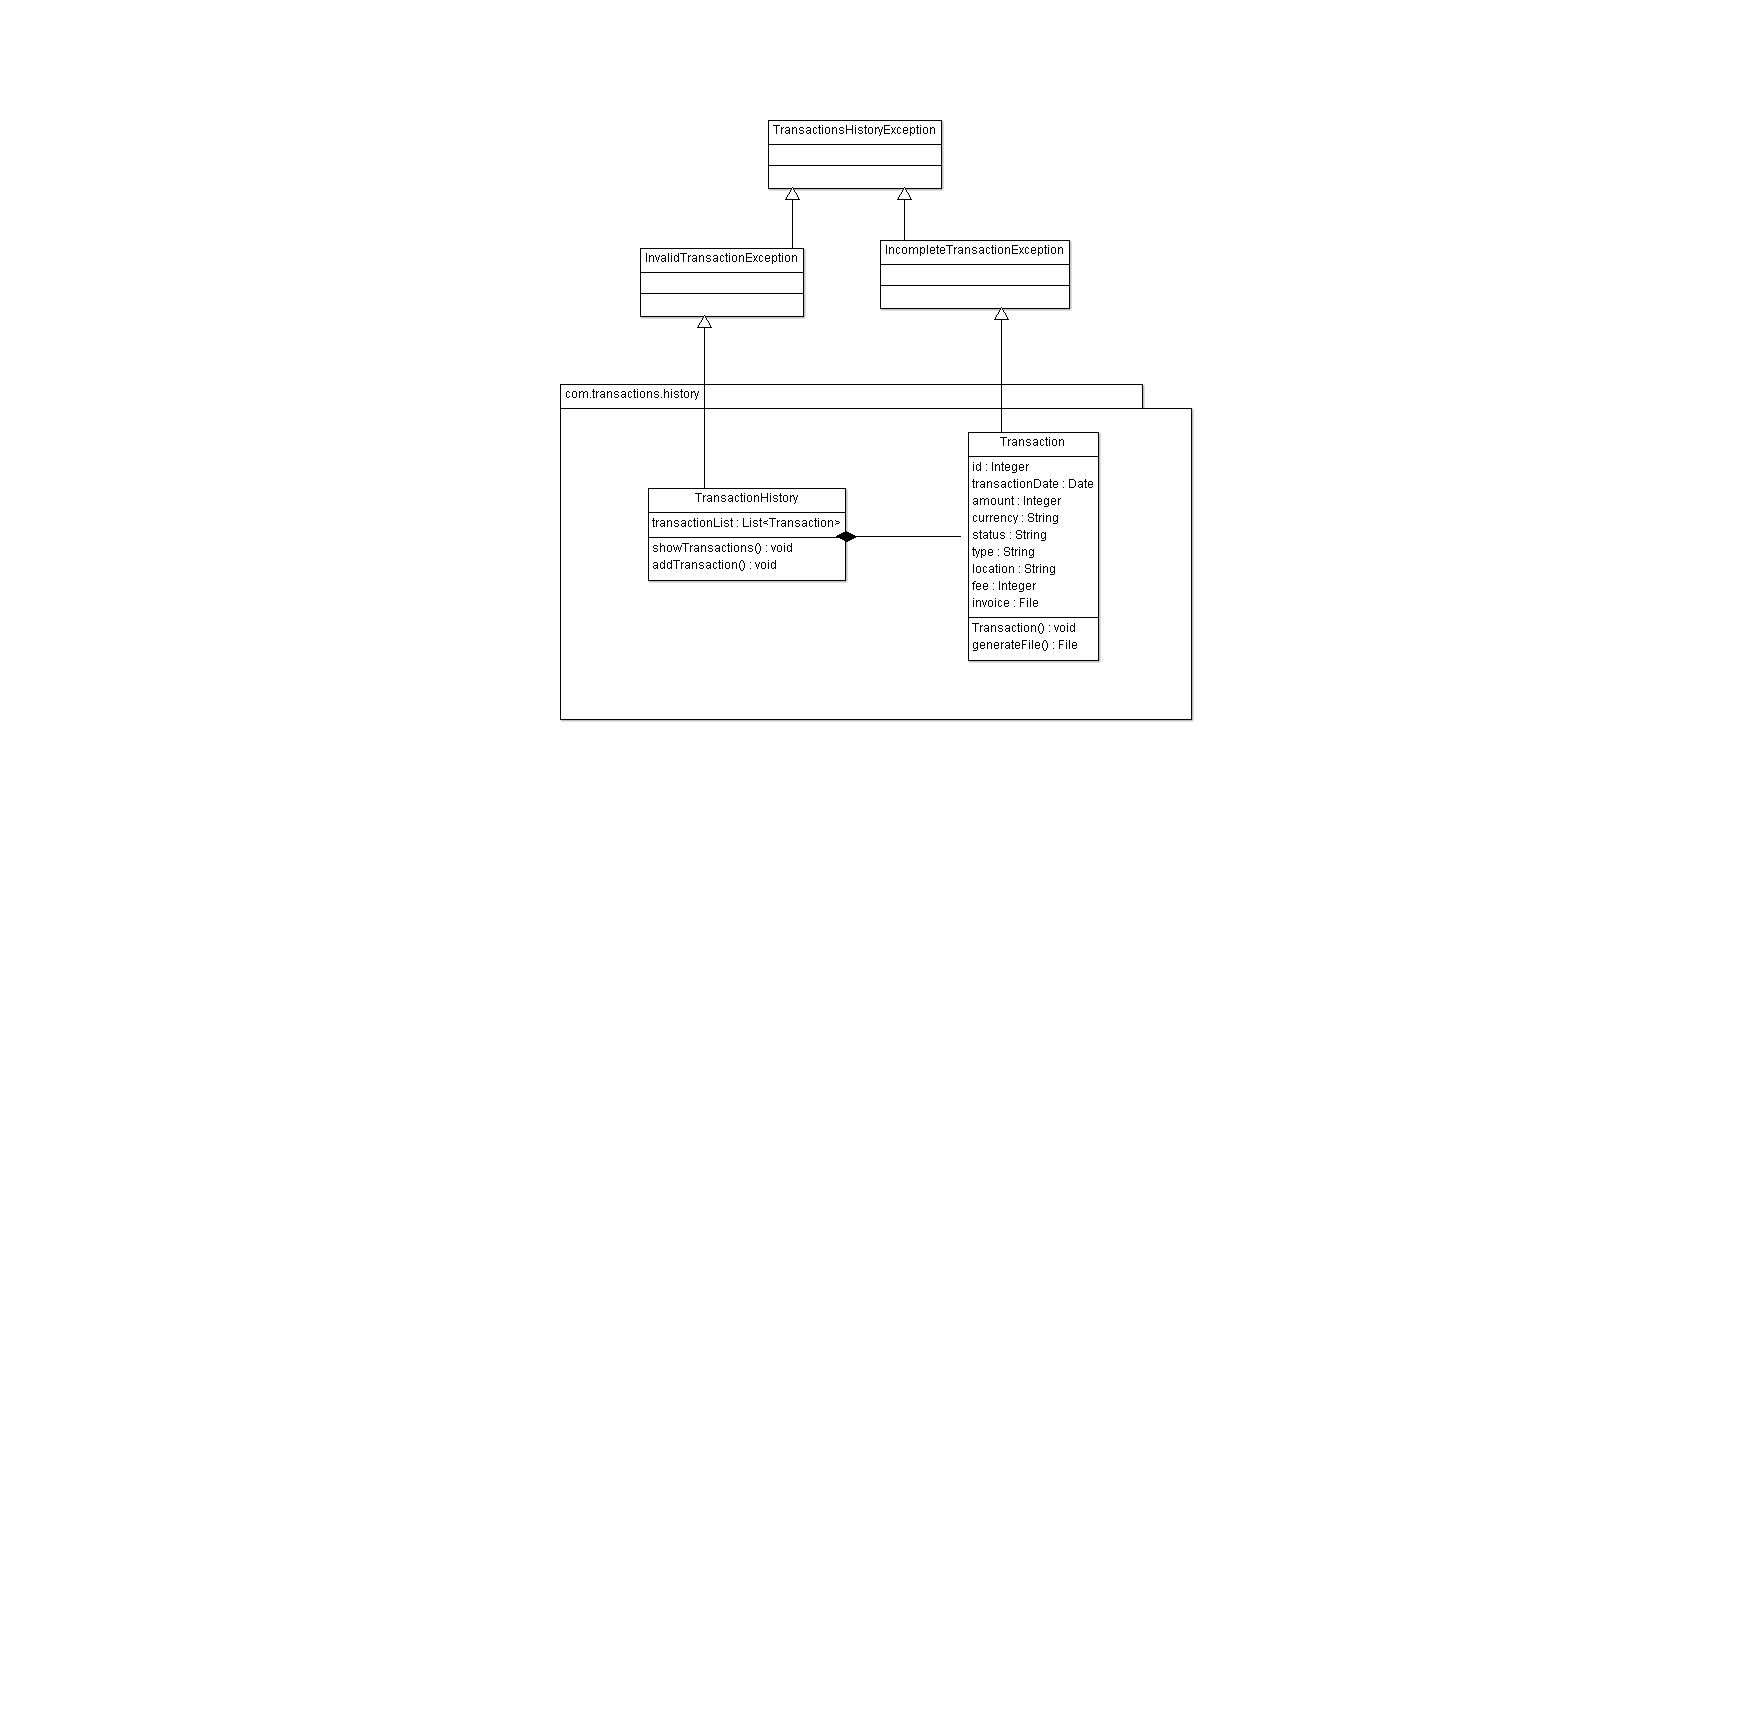 TransactionsHistoryException
InvalidTransactionException
IncompleteTransactionException
com.transactions.history
TransactionHistory
transactionList : List<Transaction>
showTransactions() : void
addTransaction() : void
Transaction
id : Integer
transactionDate : Date
amount : Integer
currency : String
status : String
type : String
location : String
fee : Integer
invoice : File
Transaction() : void
generateFile() : File